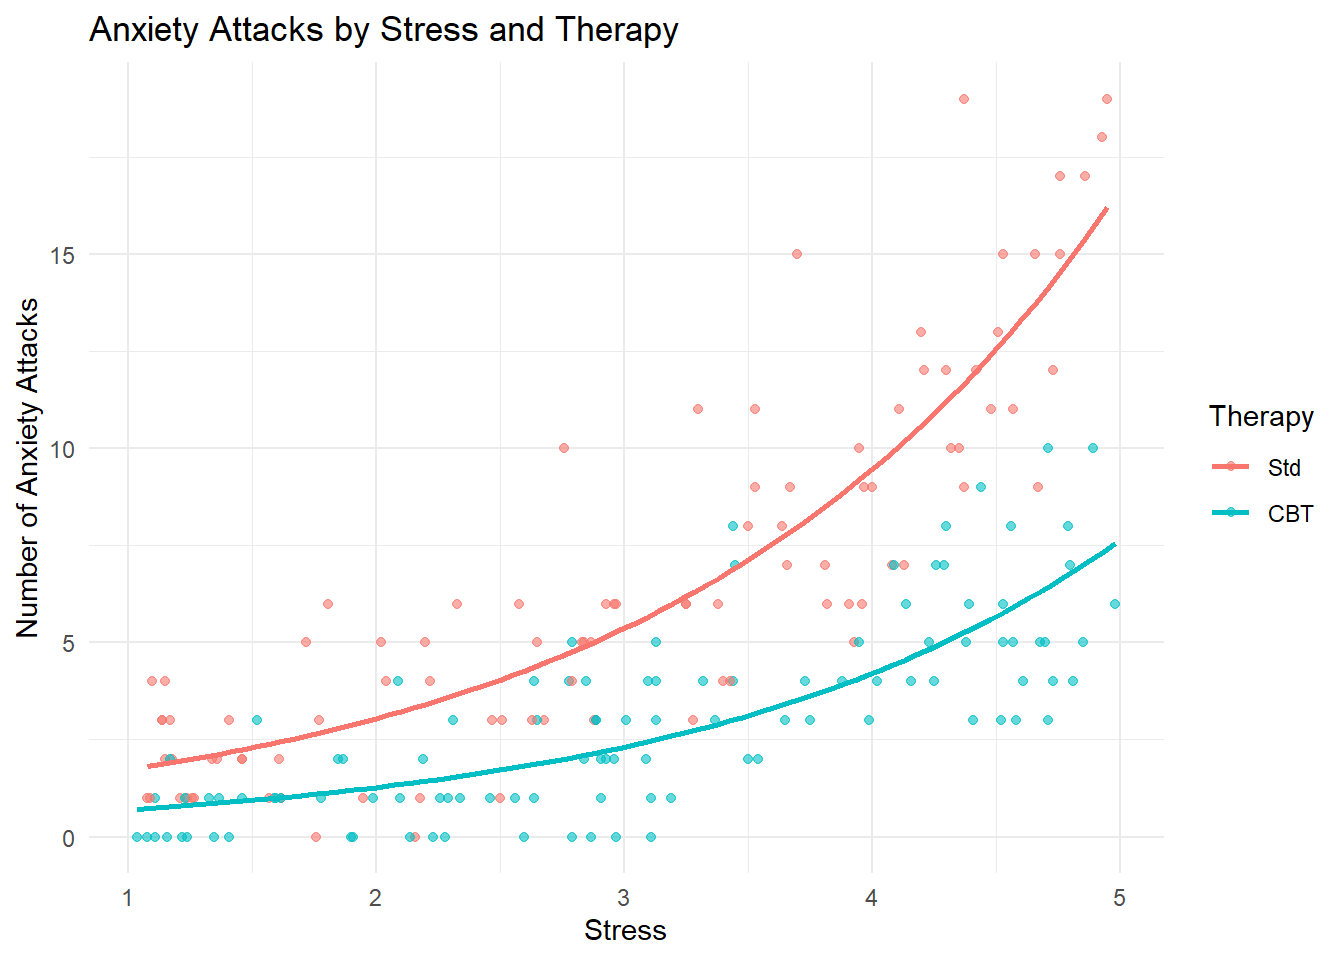 Anxiety Attacks by Stress and Therapy
Number of Anxiety Attacks
15
10
5
0
1 2 3 4 5
Stress
Therapy
Std
CBT